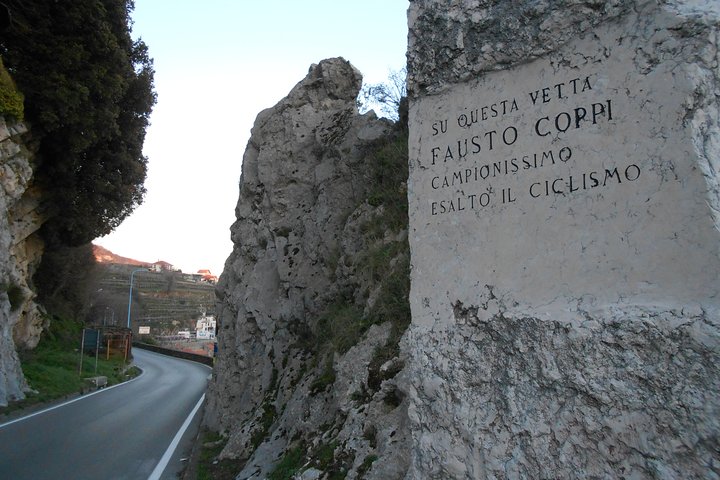 SU QUESTA VETTA
FAUSTO COPPI
CAMPIONISSIMO
ESALTÒ IL CICLISMO